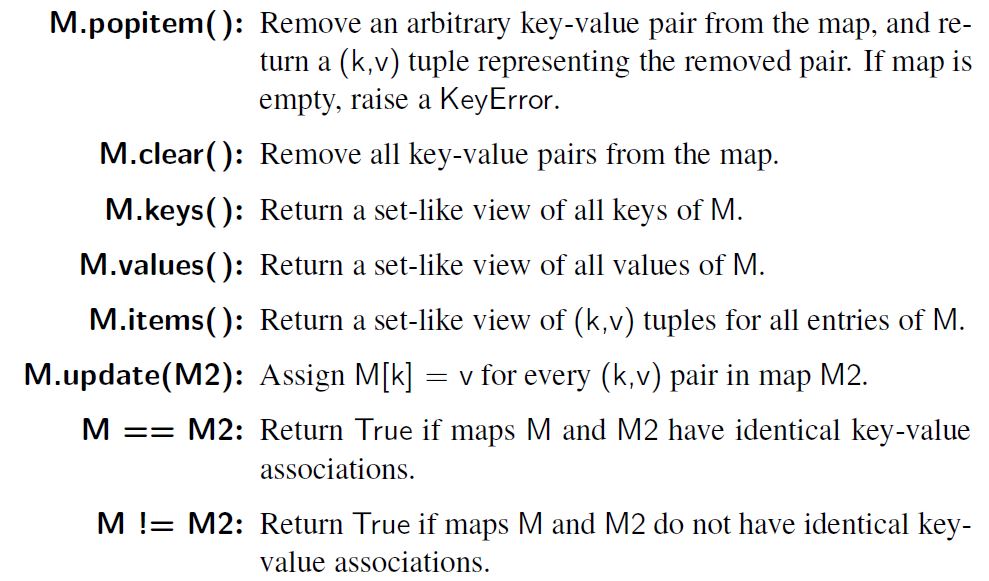 M.popitem(): Remove an arbitrary key-value pair from the map, and re-
turn a (k,v) tuple representing the removed pair. If map is
empty, raise a KeyError.
M.clear(): Remove all key-value pairs from the map.
M.keys(): Return a set-like view of all keys of M.
M.values(): Return a set-like view of all values of M.
M.items(): Return a set-like view of (k,v) tuples for all entries of M.
M.update(M2): Assign M[k] = v for every (k,v) pair in map M2.
M == M2: Return True if maps M and M2 have identical key-value
associations.
M != M2: Return True if maps M and M2 do not have identical key-
value associations.